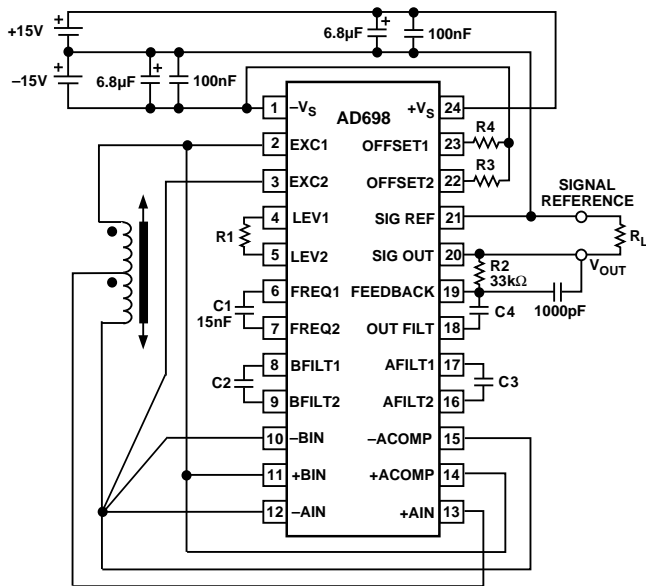 +15V
6.8µF
100nF
–15V
6.8µF
100nF
AD698
1 –VS
+VS 24
2 EXC1
OFFSET1 23
R4
3 EXC2
OFFSET2 22
R3
SIGNAL
REFERENCE
4 LEV1
SIG REF 21
R1
RL
5 LEV2
SIG OUT 20
VOUT
R2
33kΩ
6 FREQ1
FEEDBACK 19
C1
15nF
C4
1000pF
7 FREQ2
OUT FILT 18
8 BFILT1
AFILT1 17
C2
C3
9 BFILT2
AFILT2 16
10 –BIN
–ACOMP 15
11 +BIN
+ACOMP 14
12 –AIN
+AIN 13